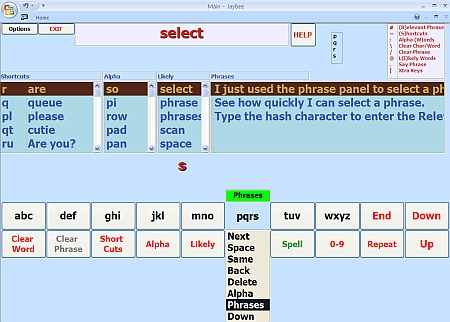 Main - JayBee
Home
Options
EXIT
select
HELP
p
q
r
s
# (R)elevant Phrase
~ (S)hortcuts
; Alpha (W)ords
\ Clear Char/Word
/ Clear Phrase
@ L(i)kely Words
. Say Phrase
[ Xtra Keys
Shortcuts Alpha Likely Phrases
r are so select I just used the phrase panel to select a ph
q queue pi phrase See how quickly I can select a phrase.
pl please row phrases Type the hash character to enter the Rele
qt cutie pad scan
ru Are you? pan space
s
Phrases
abc def ghi jkl mno pqrs tuv wxyz End Down
Clear Word Clear Phrase Short Cuts Alpha Likely Spell 0-9 Repeat Up
Next
Space
Same
Back
Delete
Alpha
Phrases
Down